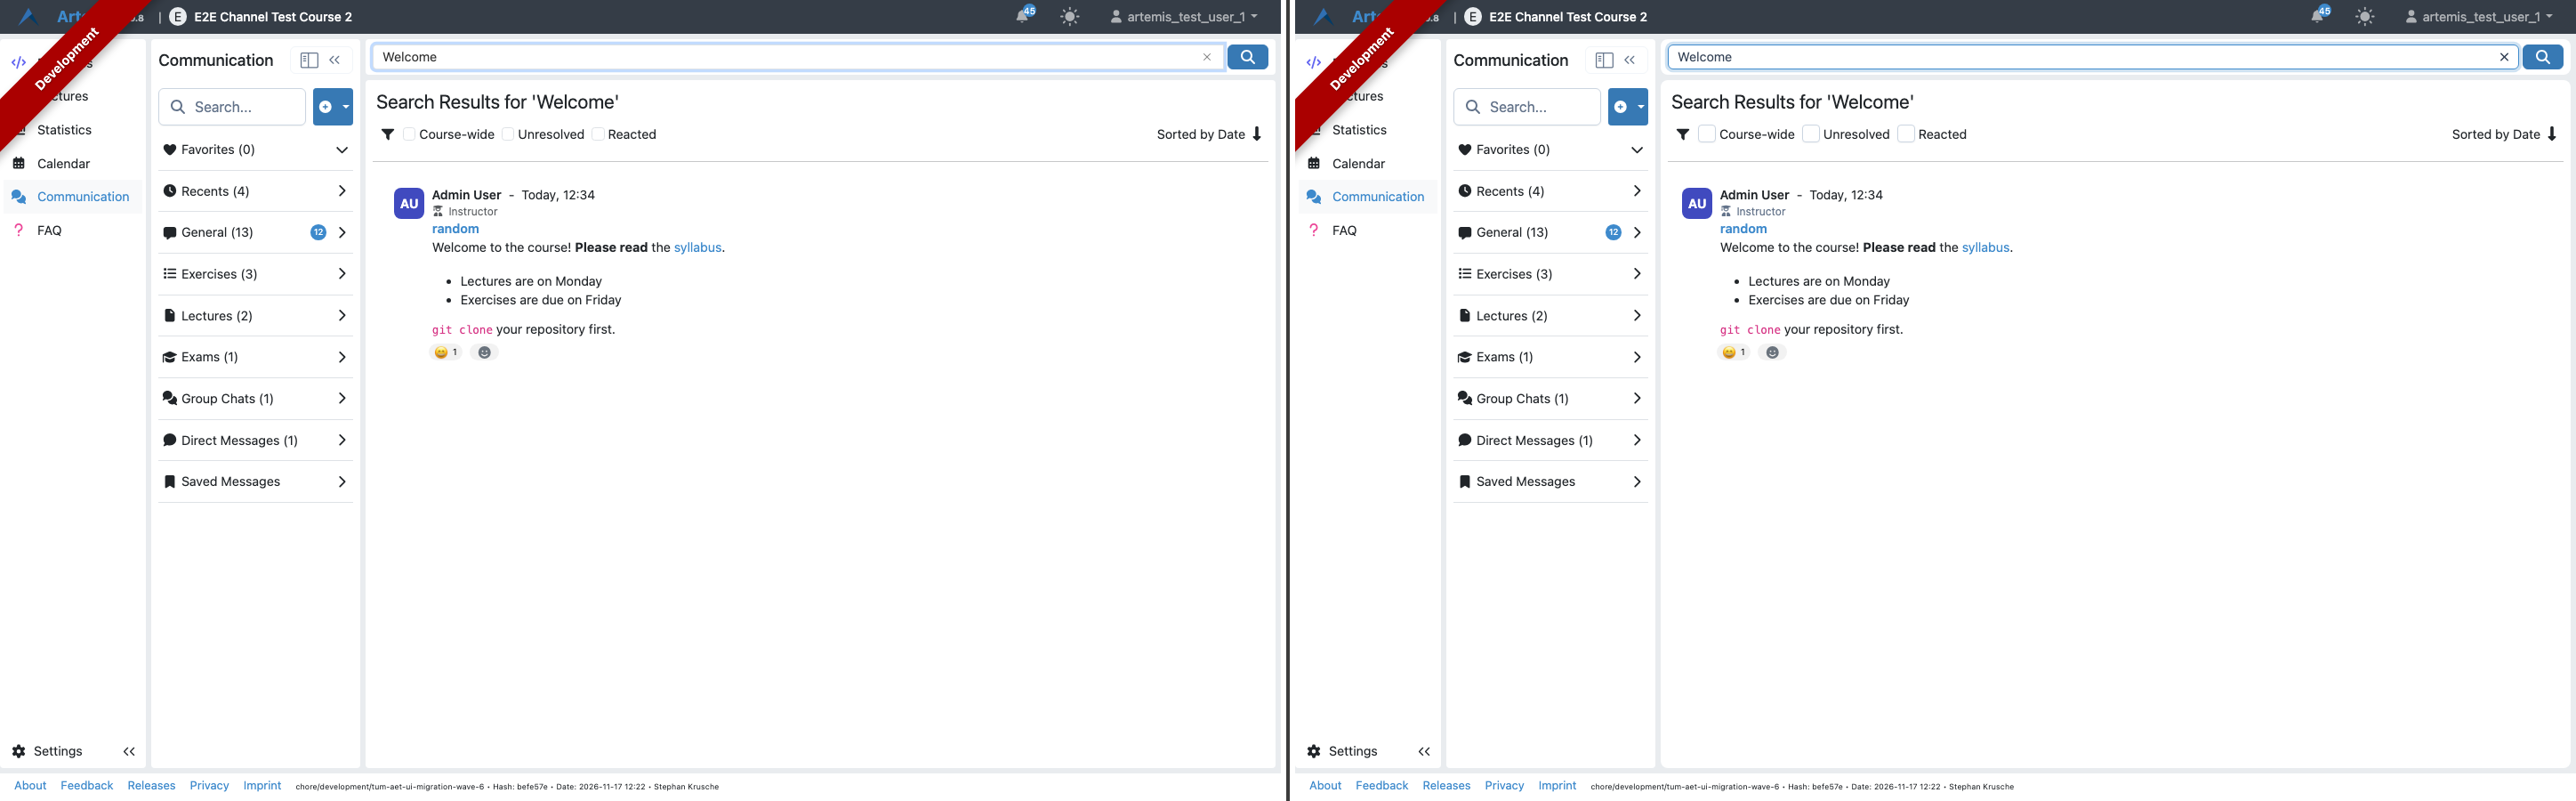 0.8 | E E2E Channel Test Course 2 45 artemis_test_user_1
Development
Statistics
Calendar
Communication
FAQ
Settings
Communication
Search...
Favorites (0)
Recents (4)
General (13) 12
Exercises (3)
Lectures (2)
Exams (1)
Group Chats (1)
Direct Messages (1)
Saved Messages
Welcome
Search Results for 'Welcome'
Course-wide Unresolved Reacted Sorted by Date
AU Admin User - Today, 12:34
Instructor
random
Welcome to the course! Please read the syllabus.
• Lectures are on Monday
• Exercises are due on Friday
git clone your repository first.
😀 1
About Feedback Releases Privacy Imprint chore/development/tum-aet-ui-migration-wave-6 • Hash: befe57e • Date: 2026-11-17 12:22 • Stephan Krusche
0.8 | E E2E Channel Test Course 2 45 artemis_test_user_1
Development
Statistics
Calendar
Communication
FAQ
Settings
Communication
Search...
Favorites (0)
Recents (4)
General (13) 12
Exercises (3)
Lectures (2)
Exams (1)
Group Chats (1)
Direct Messages (1)
Saved Messages
Welcome
Search Results for 'Welcome'
Course-wide Unresolved Reacted Sorted by Date
AU Admin User - Today, 12:34
Instructor
random
Welcome to the course! Please read the syllabus.
• Lectures are on Monday
• Exercises are due on Friday
git clone your repository first.
😀 1
About Feedback Releases Privacy Imprint chore/development/tum-aet-ui-migration-wave-6 • Hash: befe57e • Date: 2026-11-17 12:22 • Stephan Krusche